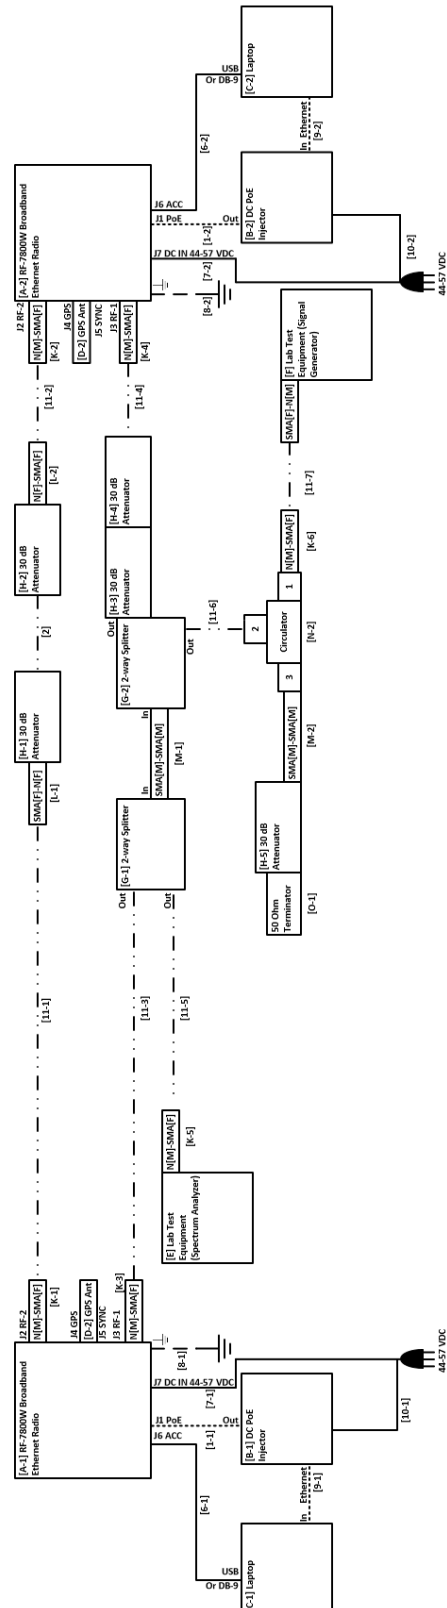 [A-1] RF-7800W Broadband
Ethernet Radio
J2 RF-2
N[M]-SMA[F]
[K-1]
J4 GPS
[D-2] GPS Ant
J5 SYNC
J3 RF-1
N[M]-SMA[F]
[K-3]
[11-1]
SMA[F]-N[F]
[L-1]
[H-1] 30 dB
Attenuator
[2]
[H-2] 30 dB
Attenuator
N[F]-SMA[F]
[L-2]
[11-2]
J2 RF-2
N[M]-SMA[F]
[K-2]
J4 GPS
[D-2] GPS Ant
J5 SYNC
J3 RF-1
N[M]-SMA[F]
[K-4]
[A-2] RF-7800W Broadband
Ethernet Radio
[11-3]
Out
[G-1] 2-way Splitter
Out
In
SMA[M]-SMA[M]
[M-1]
In
[G-2] 2-way Splitter
Out
Out
[H-3] 30 dB
Attenuator
[H-4] 30 dB
Attenuator
[11-4]
[11-5]
[11-6]
N[M]-SMA[F]
[K-5]
[E] Lab Test
Equipment
(Spectrum Analyzer)
J6 ACC
J1 PoE
Out
[1-1]
J7 DC IN 44-57 VDC
[7-1]
[8-1]
[6-1]
USB
Or DB-9
C-1] Laptop
In
Ethernet
[9-1]
[B-1] DC PoE
Injector
[10-1]
44-57 VDC
50 Ohm
Terminator
[O-1]
[H-5] 30 dB
Attenuator
SMA[M]-SMA[M]
[M-2]
3
2
1
Circulator
[N-2]
N[M]-SMA[F]
[K-6]
[11-7]
SMA[F]-N[M]
[F] Lab Test
Equipment (Signal
Generator)
J6 ACC
J1 PoE
Out
[1-2]
J7 DC IN 44-57 VDC
[7-2]
[8-2]
[6-2]
USB
Or DB-9
[C-2] Laptop
In
Ethernet
[9-2]
[B-2] DC PoE
Injector
[10-2]
44-57 VDC